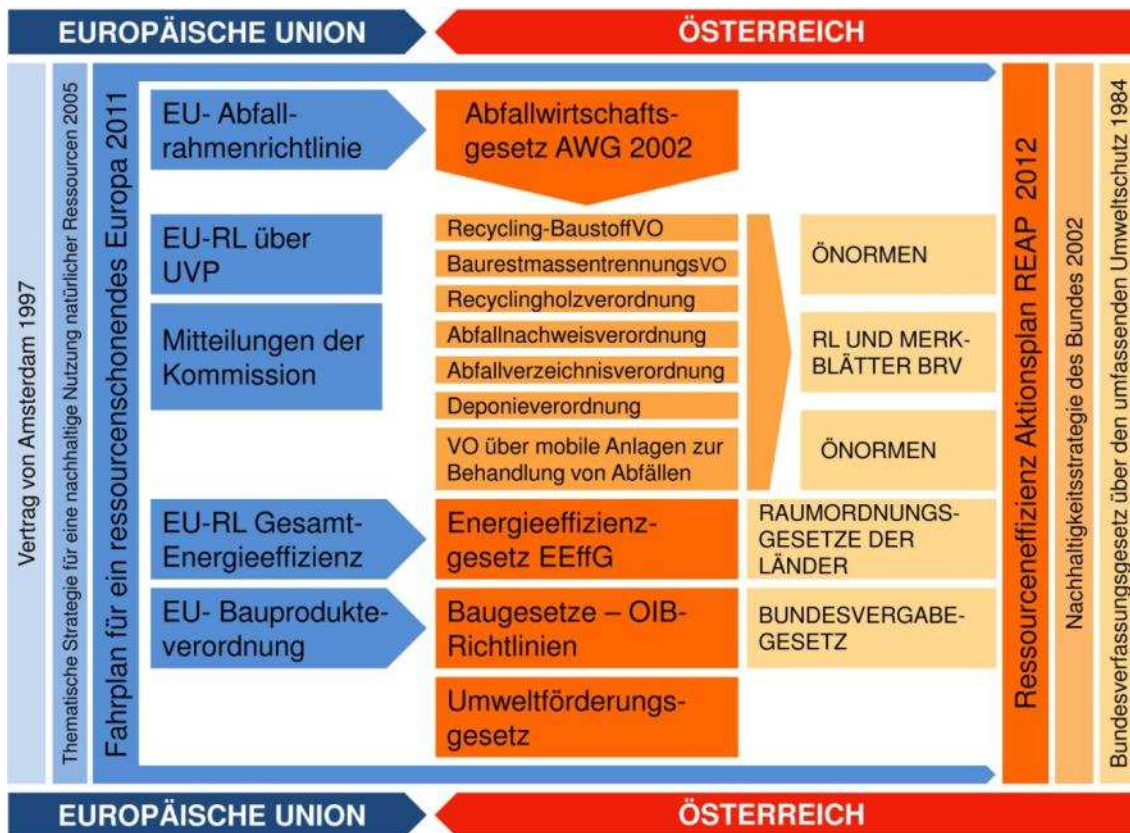 EUROPÄISCHE UNION
ÖSTERREICH
Vertrag von Amsterdam 1997
Thematische Strategie für eine nachhaltige Nutzung natürlicher Ressourcen 2005
Fahrplan für ein ressourcenschonendes Europa 2011
EU- Abfall-
rahmenrichtlinie
Abfallwirtschafts-
gesetz AWG 2002
EU-RL über
UVP
Mitteilungen der
Kommission
Recycling-BaustoffVO
BaurestmassentrennungsVO
Recyclingholzverordnung
Abfallnachweisverordnung
Abfallverzeichnisverordnung
Deponieverordnung
VO über mobile Anlagen zur
Behandlung von Abfällen
ÖNORMEN
RL UND MERK-
BLÄTTER BRV
ÖNORMEN
EU-RL Gesamt-
Energieeffizienz
Energieeffizienz-
gesetz EEffG
RAUMORDNUNGS-
GESETZE DER
LÄNDER
EU- Bauprodukte-
verordnung
Baugesetze – OIB-
Richtlinien
BUNDESVERGABE-
GESETZ
Umweltförderungs-
gesetz
Ressourceneffizienz Aktionsplan REAP 2012
Nachhaltigkeitsstrategie des Bundes 2002
Bundesverfassungsgesetz über den umfassenden Umweltschutz 1984
EUROPÄISCHE UNION
ÖSTERREICH